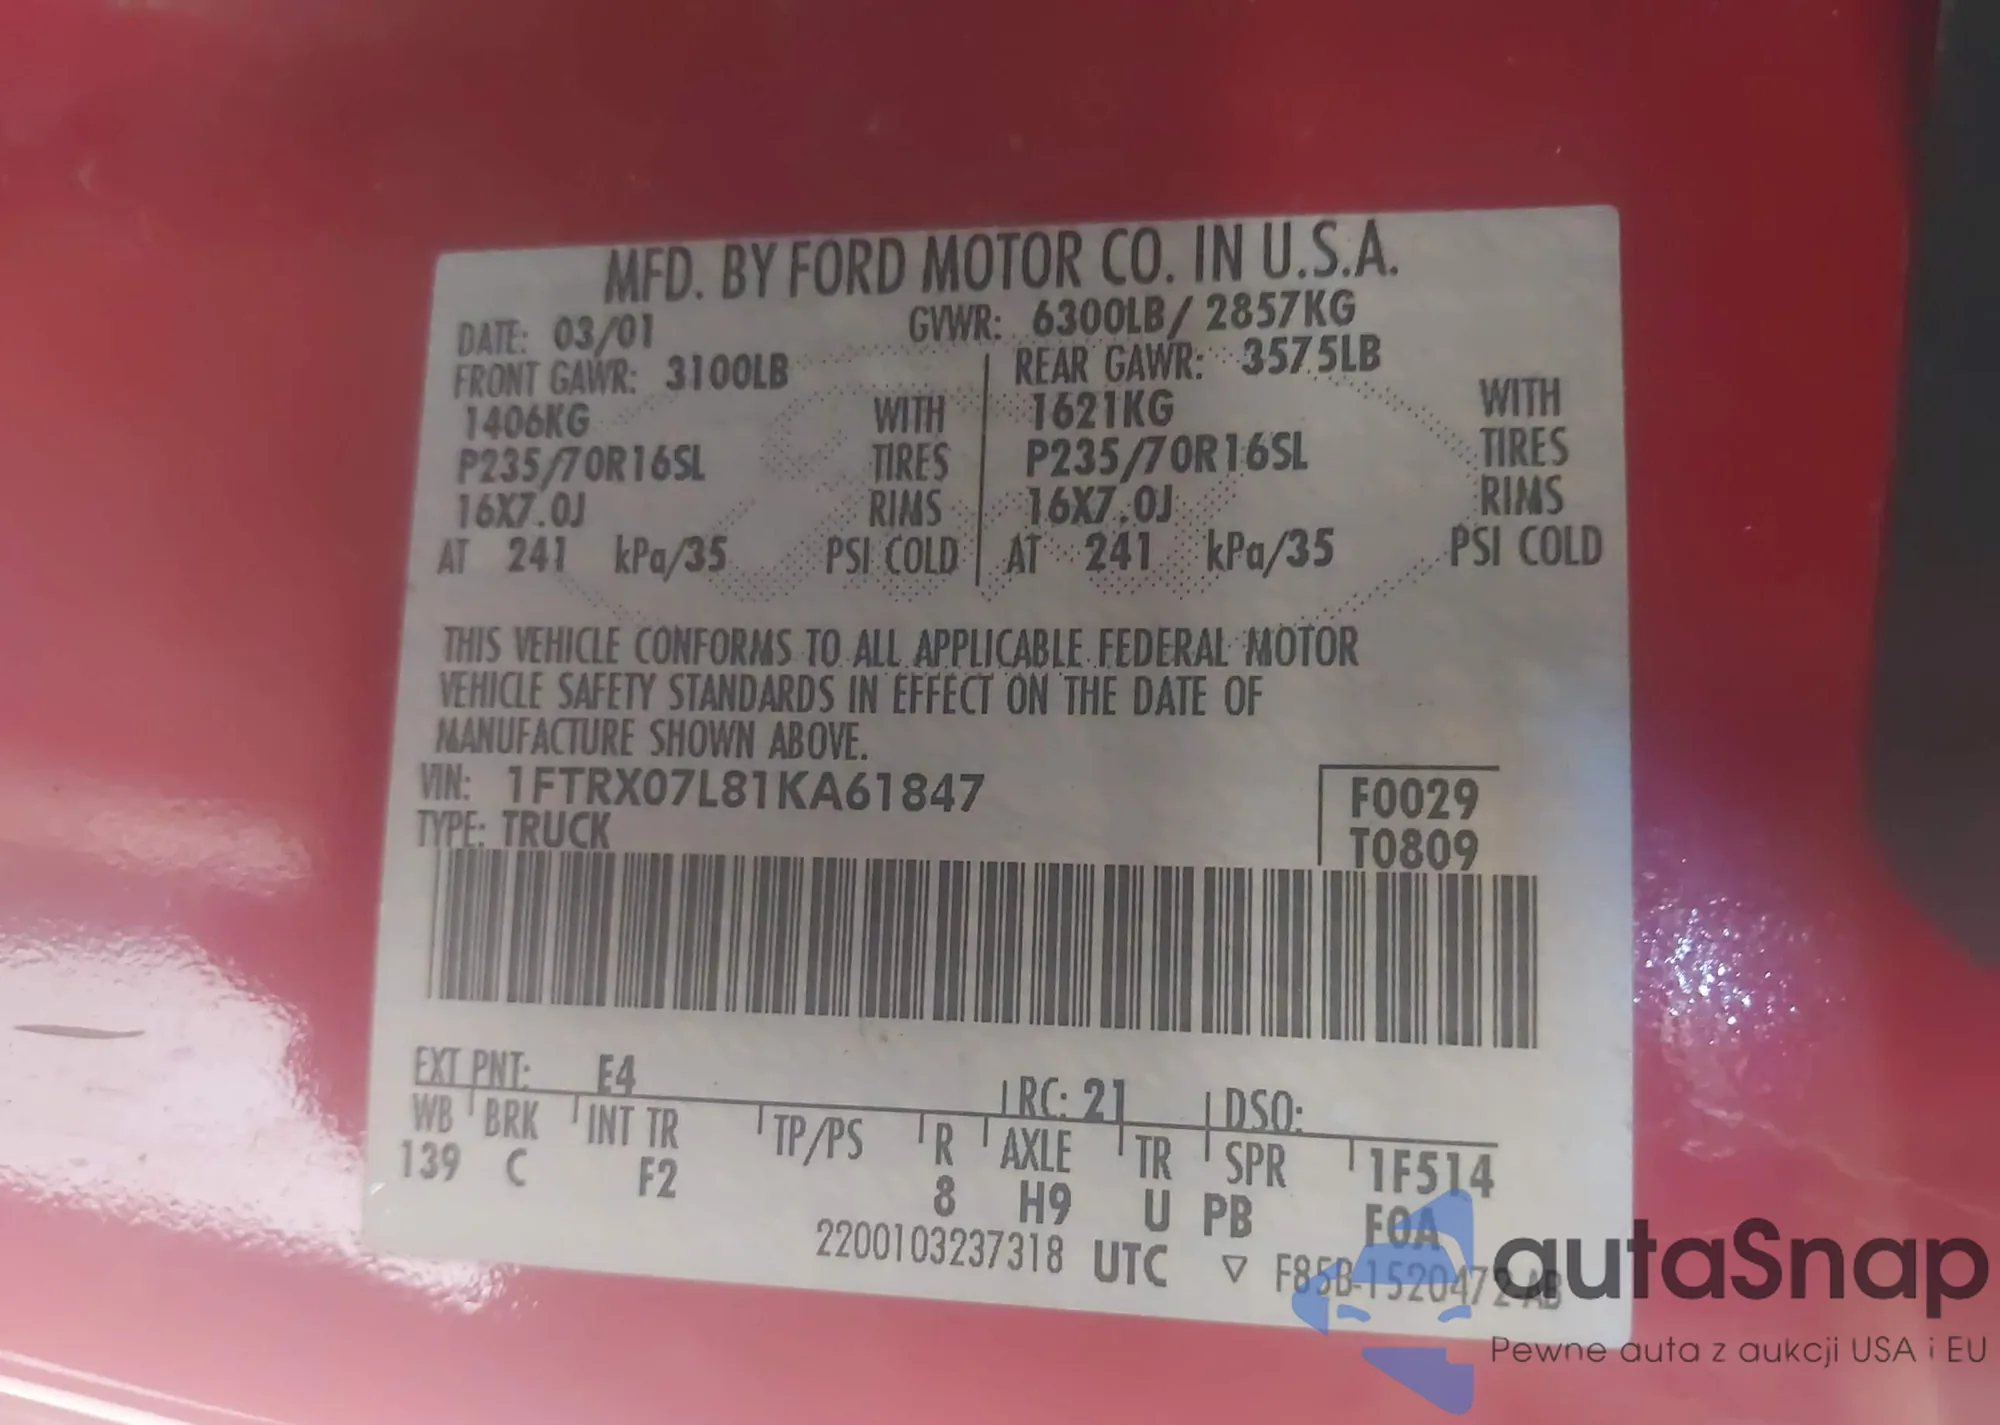 MFD. BY FORD MOTOR CO. IN U.S.A.
DATE: 03/01 GVWR: 6300LB/ 2857KG
FRONT GAWR: 3100LB REAR GAWR: 3575LB
1406KG WITH 1621KG WITH
P235/70R16SL TIRES P235/70R16SL TIRES
16X7.0J RIMS 16X7.0J RIMS
AT 241 kPa/35 PSI COLD AT 241 kPa/35 PSI COLD
THIS VEHICLE CONFORMS TO ALL APPLICABLE FEDERAL MOTOR
VEHICLE SAFETY STANDARDS IN EFFECT ON THE DATE OF
MANUFACTURE SHOWN ABOVE.
VIN: 1FTRX07L81KA61847 F0029
TYPE: TRUCK T0809
EXT PNT: E4 RC: 21 DSO:
WB BRK INT TR TP/PS R AXLE TR SPR 1F514
139 C F2 8 H9 U PB F0A
2200103237318 UTC ▽ F85B-1520472-AB
autaSnap
Pewne auta z aukcji USA i EU